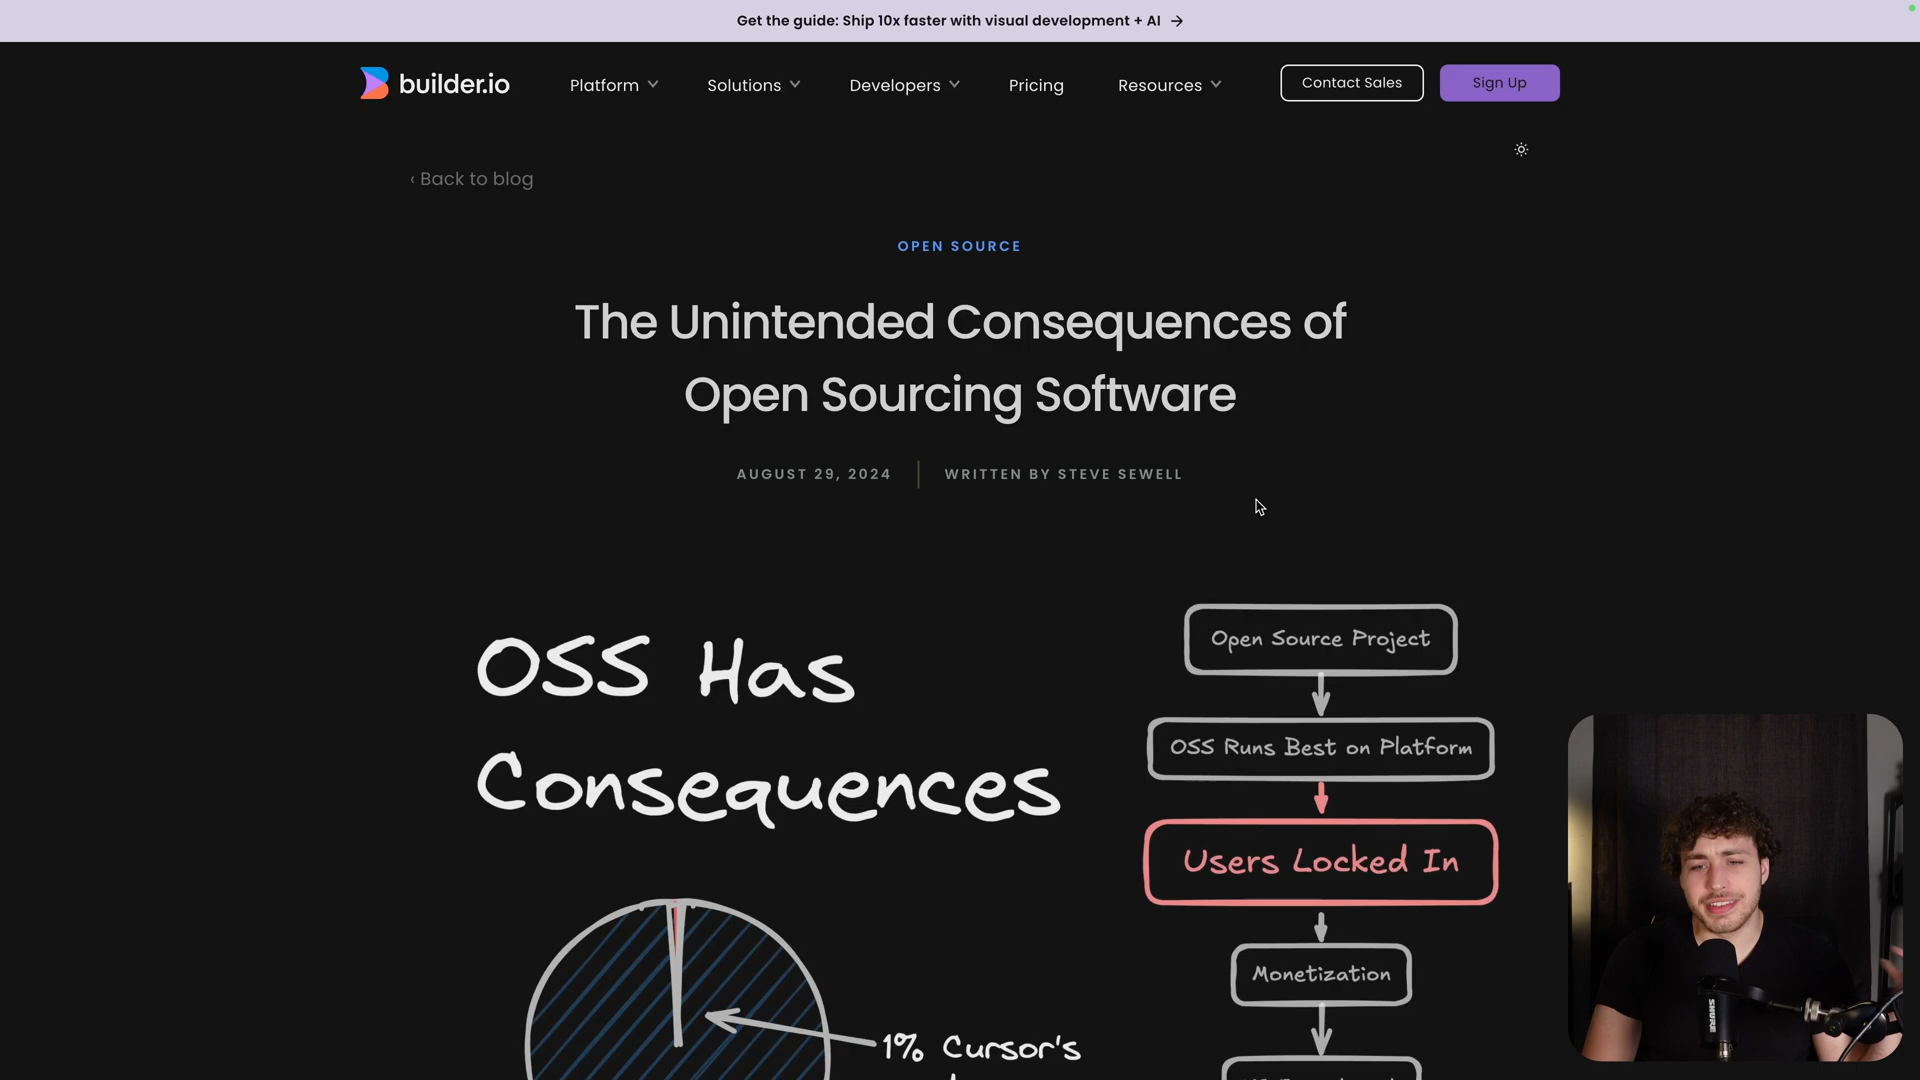 Get the guide: Ship 10x faster with visual development + AI →
builder.io
Platform
Solutions
Developers
Pricing
Resources
Contact Sales
Sign Up
‹ Back to blog
OPEN SOURCE
The Unintended Consequences of
Open Sourcing Software
AUGUST 29, 2024
WRITTEN BY STEVE SEWELL
OSS Has
Consequences
1% Cursor's
Open Source Project
OSS Runs Best on Platform
Users Locked In
Monetization
SHURE